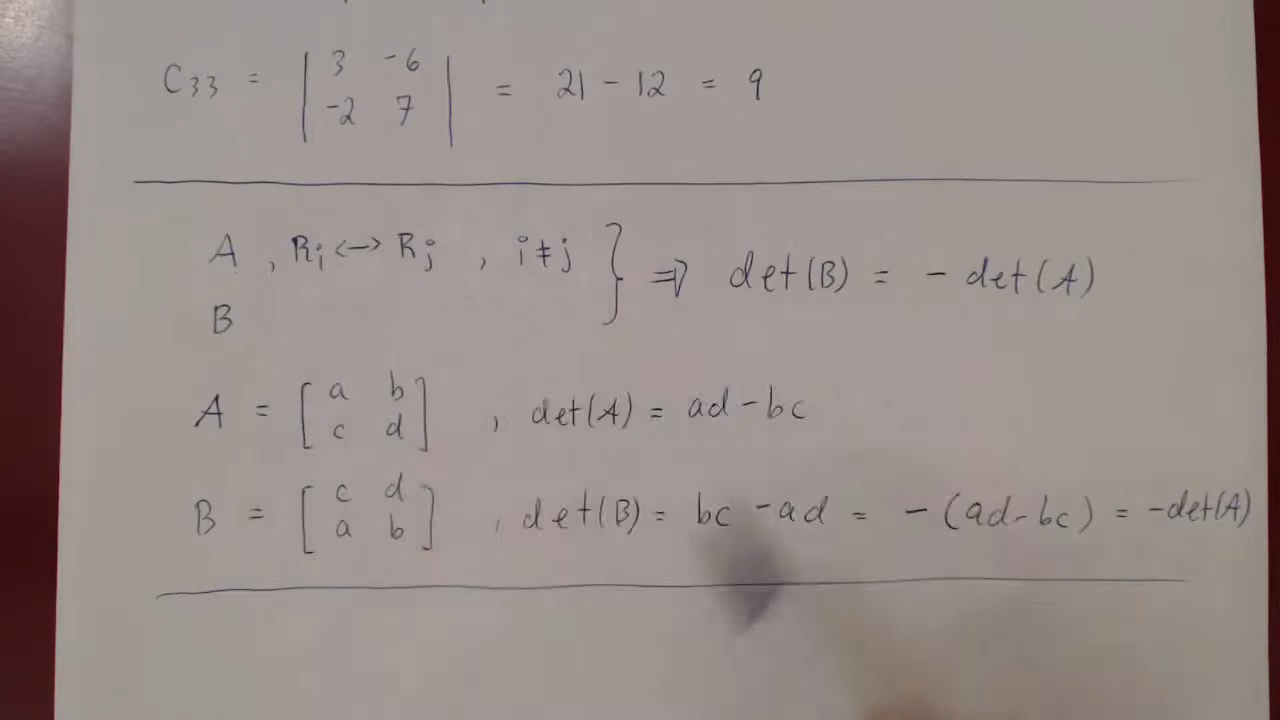 C33 = | 3 -6 | = 21 - 12 = 9
| -2 7 |
A , Ri <-> Rj , i ≠ j } => det(B) = - det(A)
B
A = [ a b ] , det(A) = ad - bc
[ c d ]
B = [ c d ] , det(B) = bc - ad = - (ad - bc) = -det(A)
[ a b ]